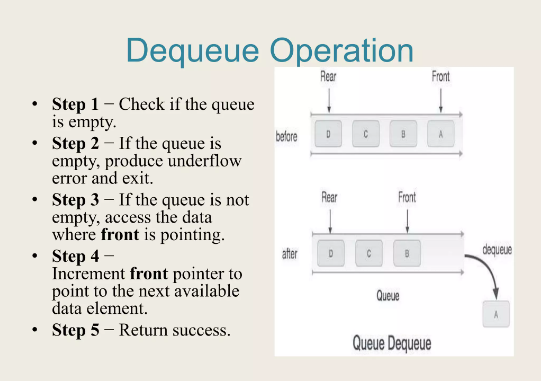 Dequeue Operation
• Step 1 − Check if the queue
is empty.
• Step 2 − If the queue is
empty, produce underflow
error and exit.
• Step 3 − If the queue is not
empty, access the data
where front is pointing.
• Step 4 −
Increment front pointer to
point to the next available
data element.
• Step 5 − Return success.
Rear Front
before D C B A
Rear Front
after D C B dequeue
Queue
A
Queue Dequeue